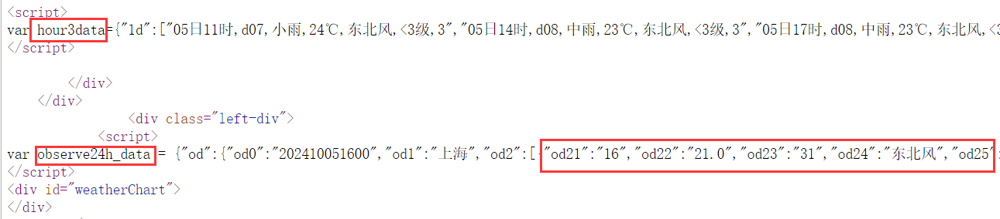 <script>
var hour3data={"1d":["05日11时,d07,小雨,24℃,东北风,<3级,3","05日14时,d08,中雨,23℃,东北风,<3级,3","05日17时,d08,中雨,23℃,东北风,<3
</script>
</div>
</div>
<div class="left-div">
<script>
var observe24h_data = {"od":{"od0":"202410051600","od1":"上海","od2":[{"od21":"16","od22":"21.0","od23":"31","od24":"东北风","od25":
</script>
<div id="weatherChart">
</div>